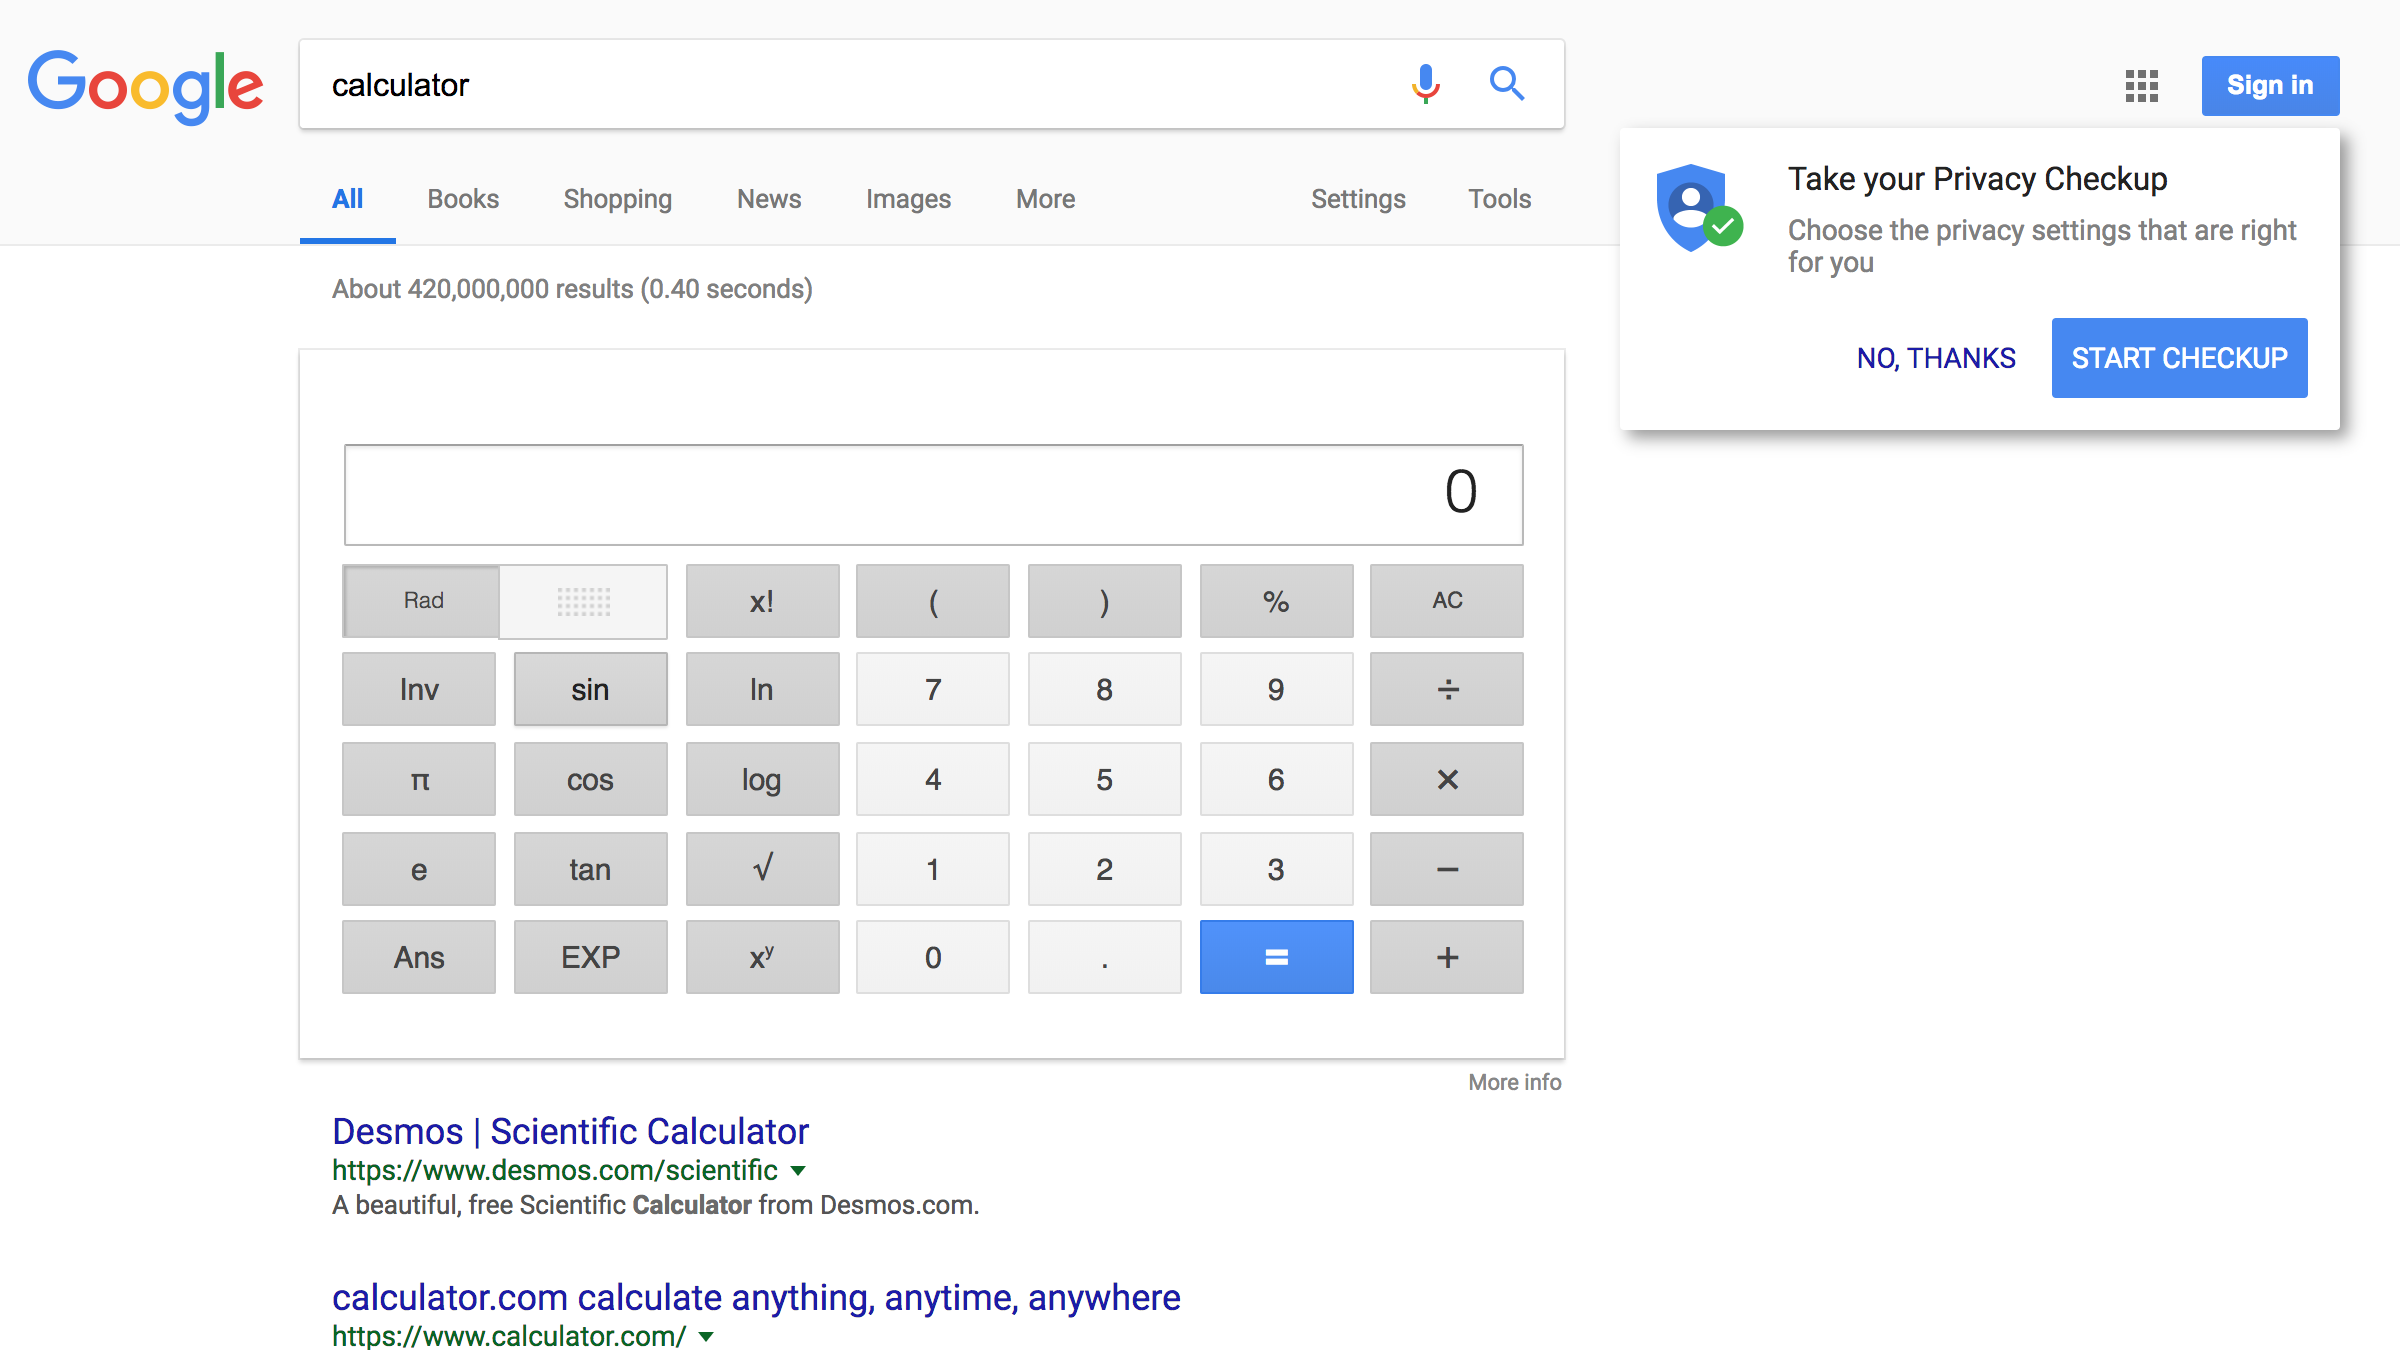 Google
calculator
Sign in
All Books Shopping News Images More Settings Tools
Take your Privacy Checkup
Choose the privacy settings that are right
for you
NO, THANKS START CHECKUP
About 420,000,000 results (0.40 seconds)
0
Rad x! ( ) % AC
Inv sin ln 7 8 9 ÷
π cos log 4 5 6 ×
e tan √ 1 2 3 −
Ans EXP xʸ 0 . = +
More info
Desmos | Scientific Calculator
https://www.desmos.com/scientific
A beautiful, free Scientific Calculator from Desmos.com.
calculator.com calculate anything, anytime, anywhere
https://www.calculator.com/